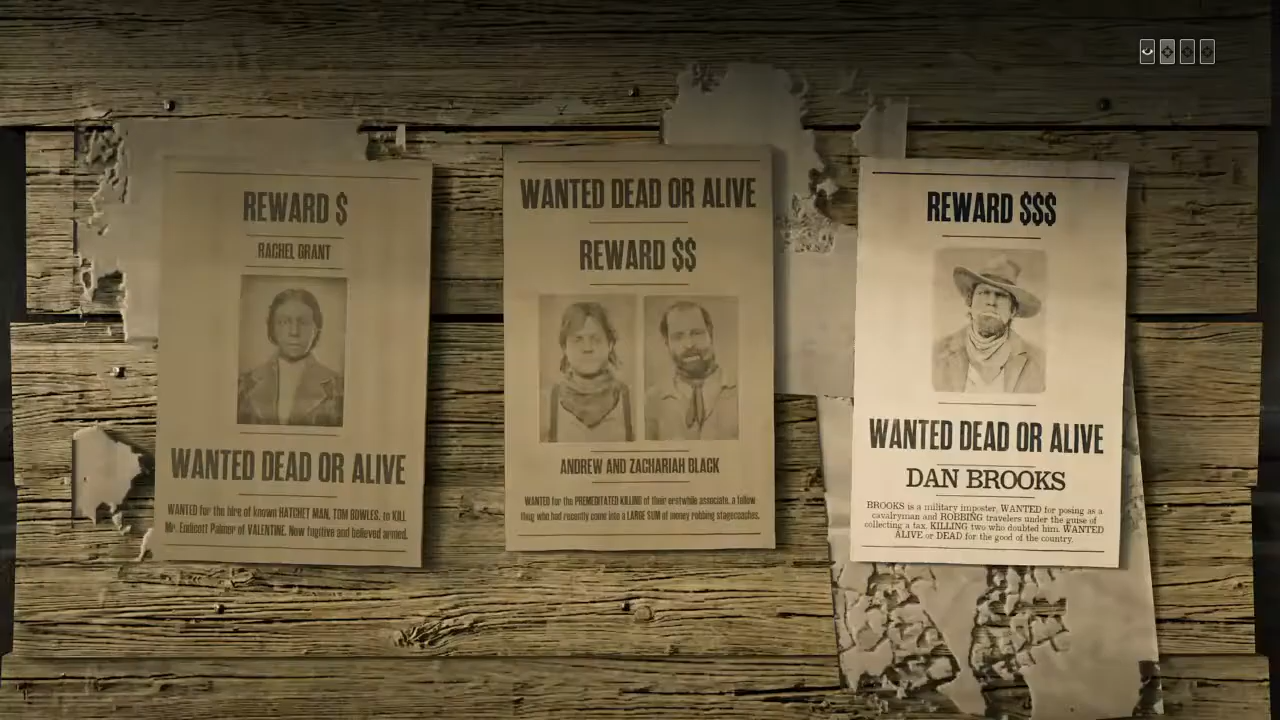 REWARD $
RACHEL GRANT
WANTED DEAD OR ALIVE
WANTED for the hire of known HATCHET MAN, TOM BOWLES, to KILL
Mr. Endicott Palmer of VALENTINE. Now fugitive and believed armed.
WANTED DEAD OR ALIVE
REWARD $$
ANDREW AND ZACHARIAH BLACK
WANTED for the PREMEDITATED KILLING of their erstwhile associate, a fellow
thug who had recently come into a LARGE SUM of money robbing stagecoaches.
REWARD $$$
WANTED DEAD OR ALIVE
DAN BROOKS
BROOKS is a military imposter, WANTED for posing as a
cavalryman and ROBBING travelers under the guise of
collecting a tax, KILLING two who doubted him. WANTED
ALIVE or DEAD for the good of the country.